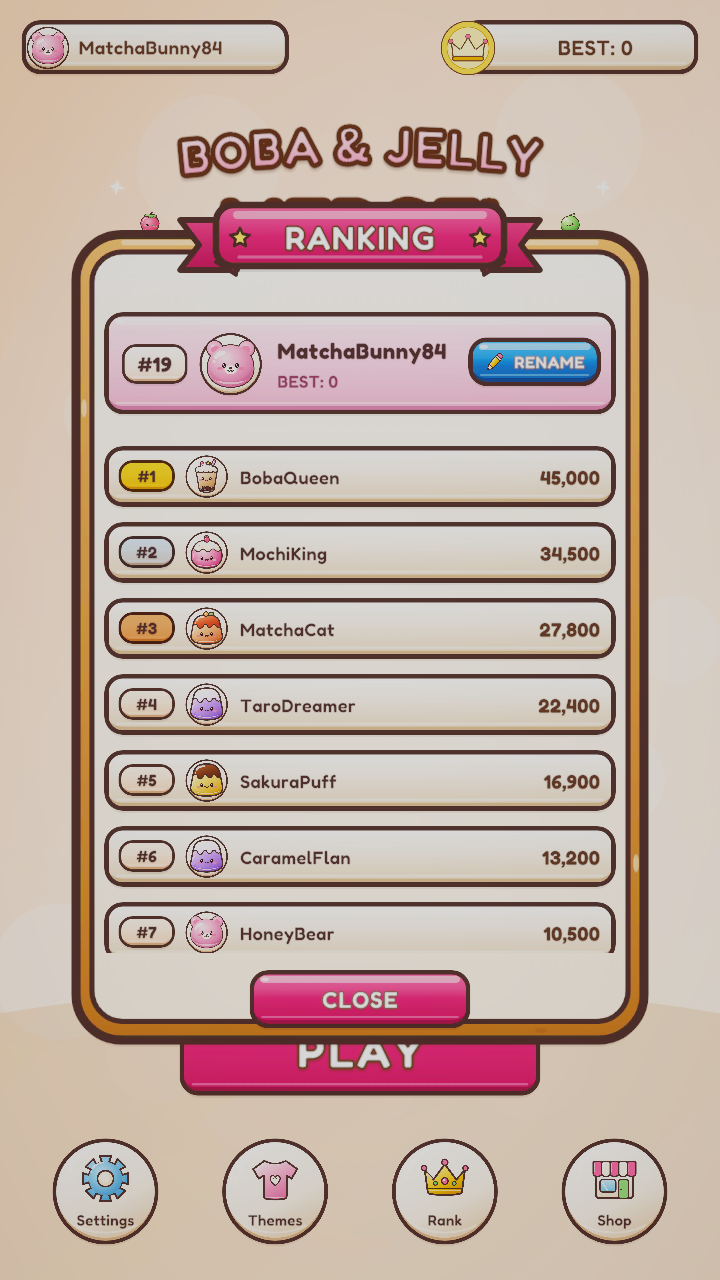 MatchaBunny84
BEST: 0
BOBA & JELLY
RANKING
#19
MatchaBunny84
BEST: 0
RENAME
#1 BobaQueen 45,000
#2 MochiKing 34,500
#3 MatchaCat 27,800
#4 TaroDreamer 22,400
#5 SakuraPuff 16,900
#6 CaramelFlan 13,200
#7 HoneyBear 10,500
CLOSE
PLAY
Settings
Themes
Rank
Shop